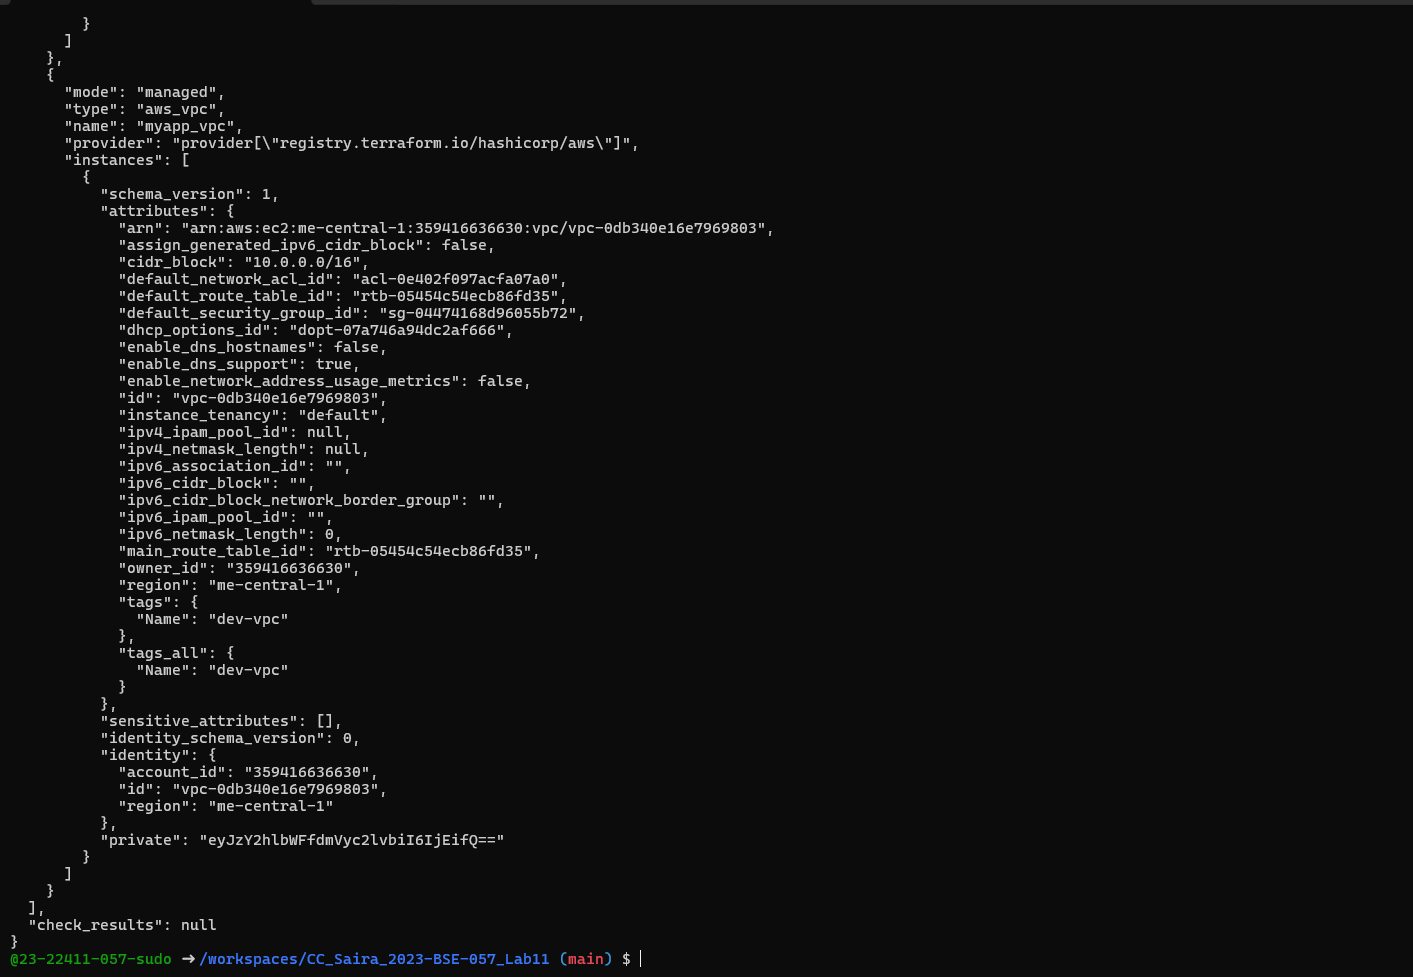 }
      ]
    },
    {
      "mode": "managed",
      "type": "aws_vpc",
      "name": "myapp_vpc",
      "provider": "provider[\"registry.terraform.io/hashicorp/aws\"]",
      "instances": [
        {
          "schema_version": 1,
          "attributes": {
            "arn": "arn:aws:ec2:me-central-1:359416636630:vpc/vpc-0db340e16e7969803",
            "assign_generated_ipv6_cidr_block": false,
            "cidr_block": "10.0.0.0/16",
            "default_network_acl_id": "acl-0e402f097acfa07a0",
            "default_route_table_id": "rtb-05454c54ecb86fd35",
            "default_security_group_id": "sg-04474168d96055b72",
            "dhcp_options_id": "dopt-07a746a94dc2af666",
            "enable_dns_hostnames": false,
            "enable_dns_support": true,
            "enable_network_address_usage_metrics": false,
            "id": "vpc-0db340e16e7969803",
            "instance_tenancy": "default",
            "ipv4_ipam_pool_id": null,
            "ipv4_netmask_length": null,
            "ipv6_association_id": "",
            "ipv6_cidr_block": "",
            "ipv6_cidr_block_network_border_group": "",
            "ipv6_ipam_pool_id": "",
            "ipv6_netmask_length": 0,
            "main_route_table_id": "rtb-05454c54ecb86fd35",
            "owner_id": "359416636630",
            "region": "me-central-1",
            "tags": {
              "Name": "dev-vpc"
            },
            "tags_all": {
              "Name": "dev-vpc"
            }
          },
          "sensitive_attributes": [],
          "identity_schema_version": 0,
          "identity": {
            "account_id": "359416636630",
            "id": "vpc-0db340e16e7969803",
            "region": "me-central-1"
          },
          "private": "eyJzY2hlbWFfdmVyc2lvbiI6IjEifQ=="
        }
      ]
    }
  ],
  "check_results": null
}
@23-22411-057-sudo ➜ /workspaces/CC_Saira_2023-BSE-057_Lab11 (main) $